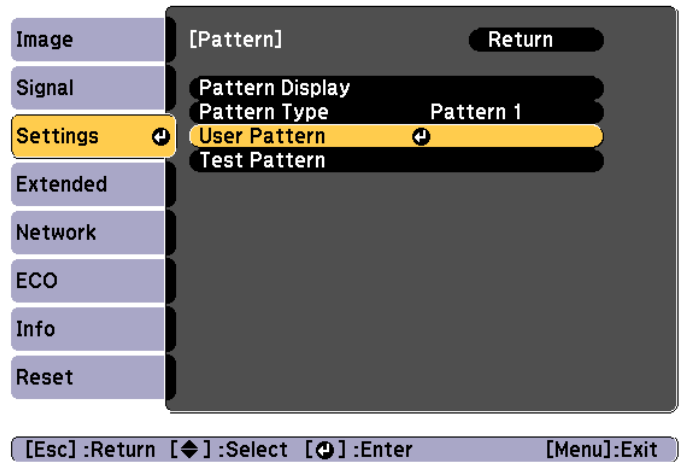 Image
Signal
Settings
Extended
Network
ECO
Info
Reset
[Pattern] Return
Pattern Display
Pattern Type Pattern 1
User Pattern
Test Pattern
[Esc] :Return [◆] :Select [⏎] :Enter [Menu]:Exit